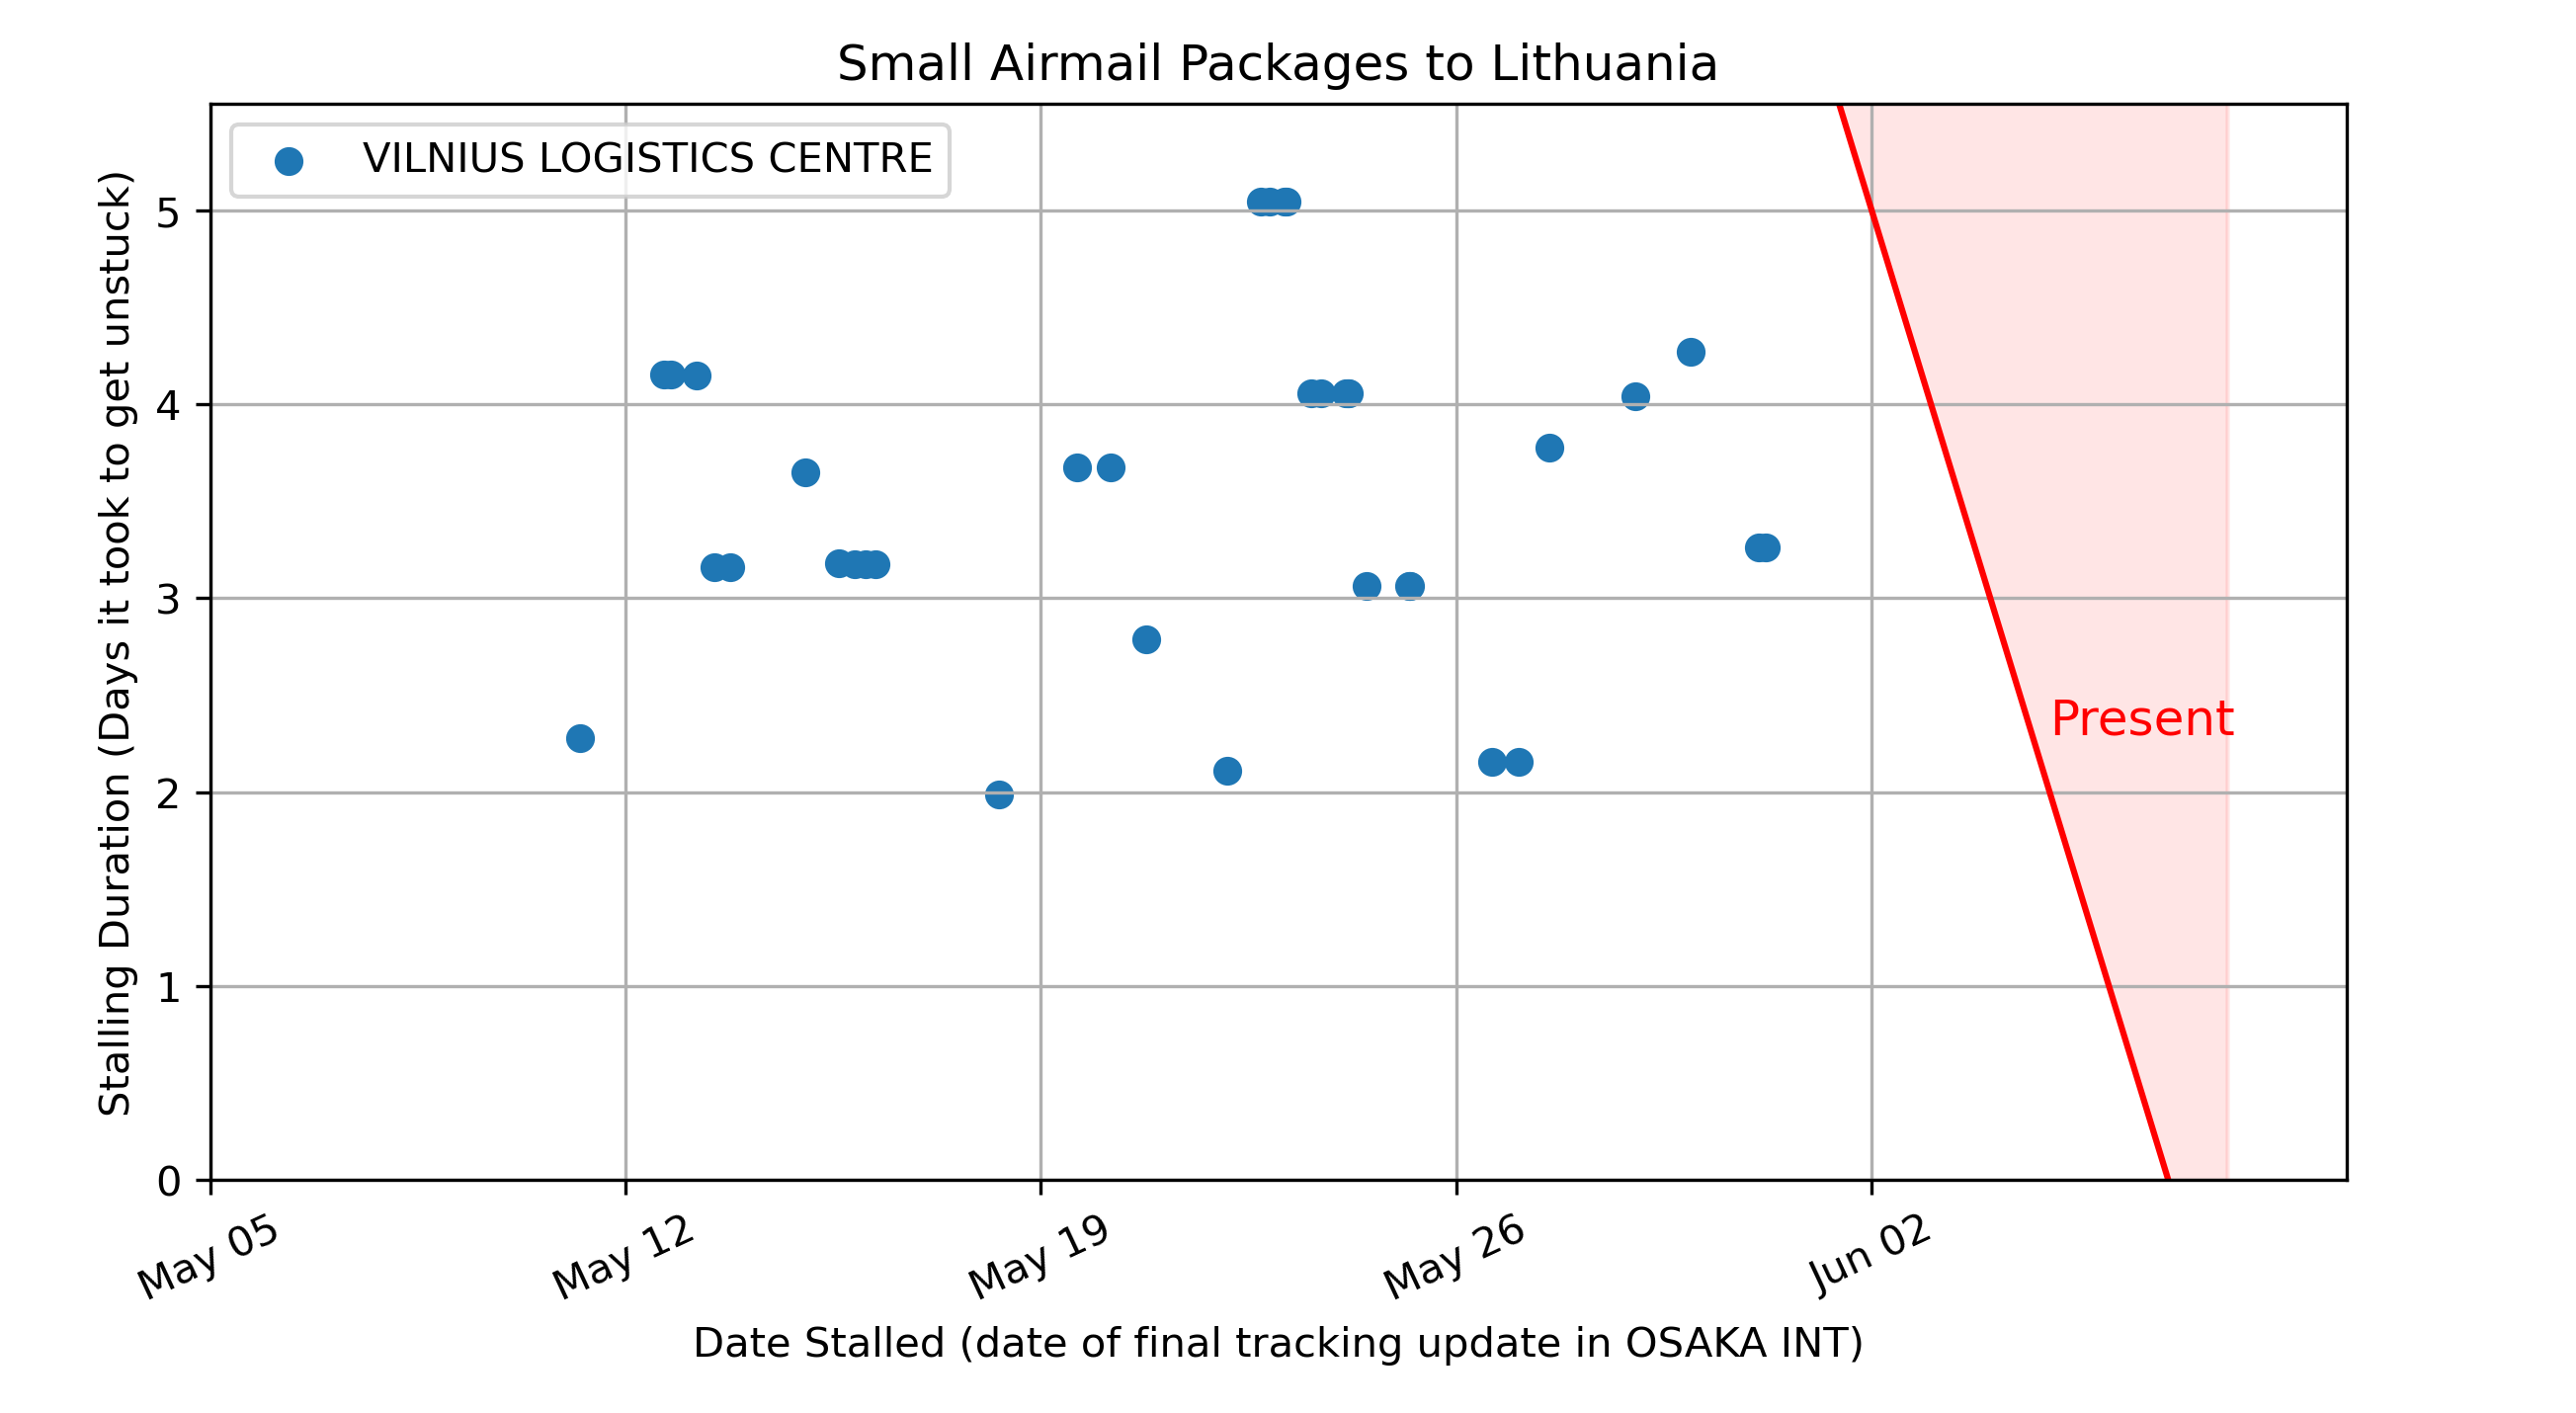 Small Airmail Packages to Lithuania
VILNIUS LOGISTICS CENTRE
Stalling Duration (Days it took to get unstuck)
5
4
3
2
1
0
Present
May 05
May 12
May 19
May 26
Jun 02
Date Stalled (date of final tracking update in OSAKA INT)